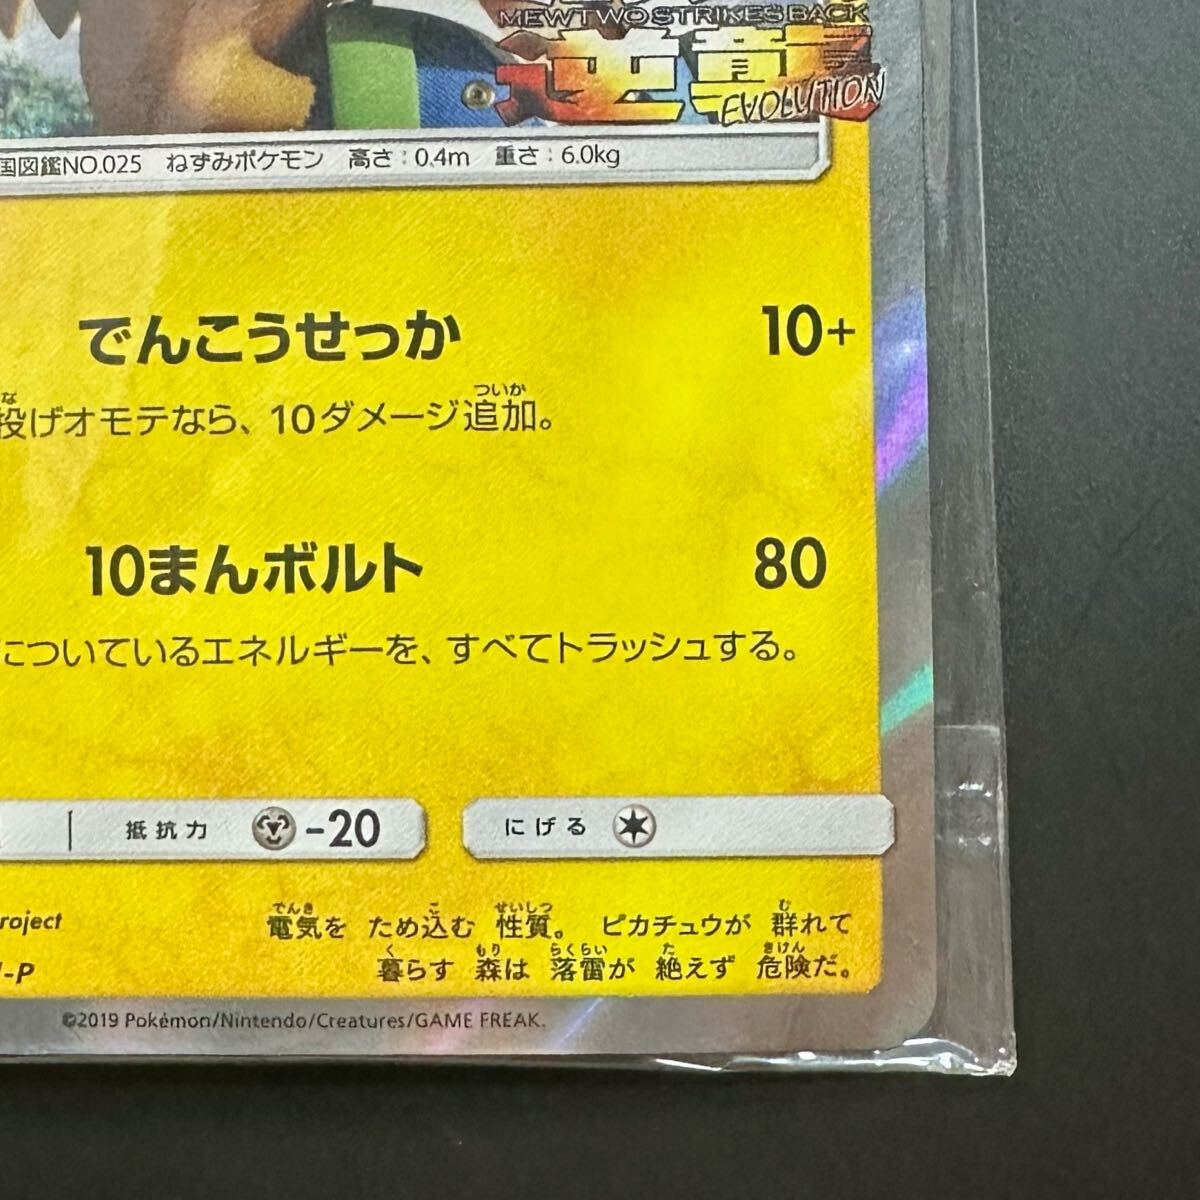 MEWTWO STRIKES BACK
逆襲
EVOLUTION
国図鑑NO.025 ねずみポケモン 高さ：0.4m 重さ：6.0kg
でんこうせっか 10+
投げオモテなら、10ダメージ追加。
10まんボルト 80
についているエネルギーを、すべてトラッシュする。
抵抗力 -20 にげる
roject
電気を ため込む 性質。 ピカチュウが 群れて
-P
暮らす 森は 落雷が 絶えず 危険だ。
©2019 Pokémon/Nintendo/Creatures/GAME FREAK.